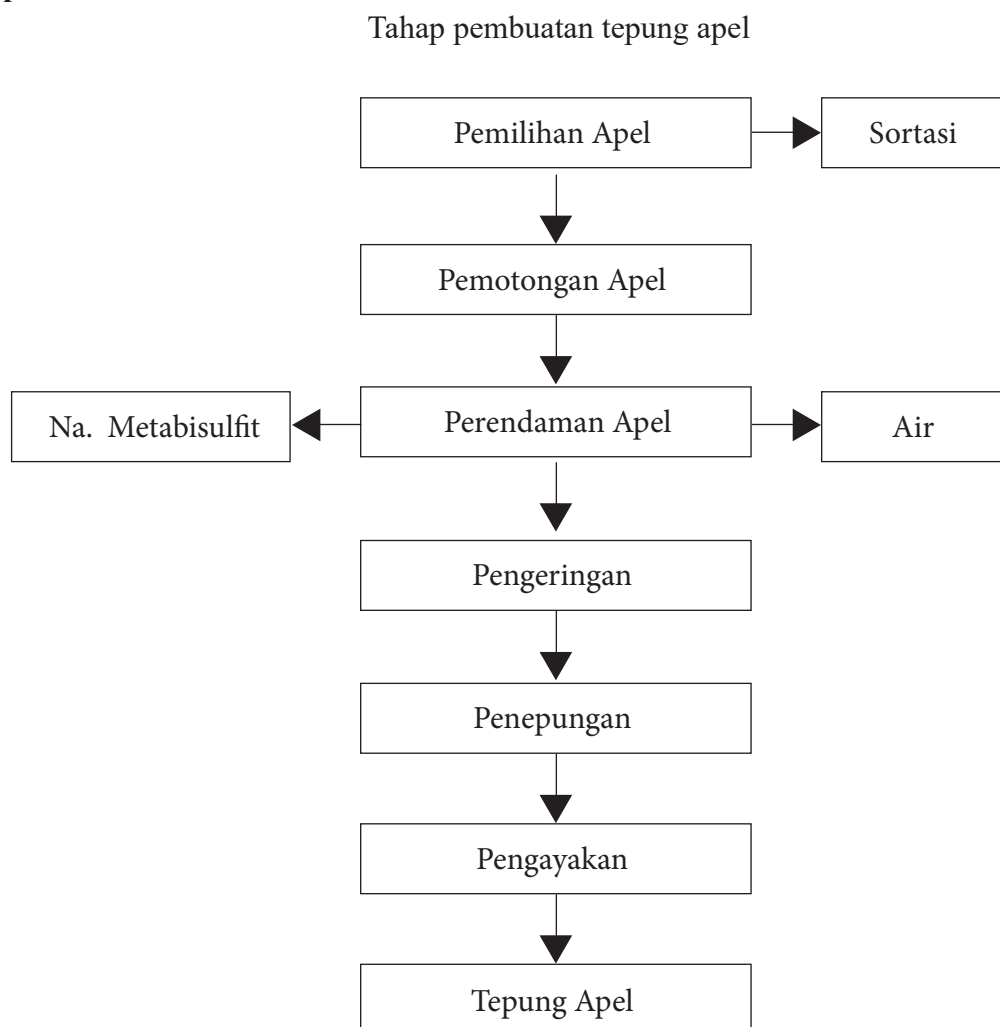 Tahap pembuatan tepung apel
Pemilihan Apel
Sortasi
Pemotongan Apel
Na. Metabisulfit
Perendaman Apel
Air
Pengeringan
Penepungan
Pengayakan
Tepung Apel